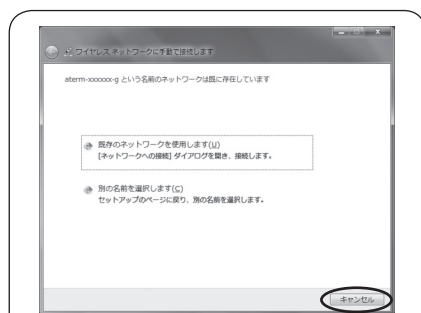 ワイヤレス ネットワークに手動で接続します
aterm-xxxxxx-g という名前のネットワークは既に存在しています
既存のネットワークを使用します(U)
[ネットワークへの接続] ダイアログを開き、接続します。
別の名前を選択します(C)
セットアップのページに戻り、別の名前を選択します。
キャンセル